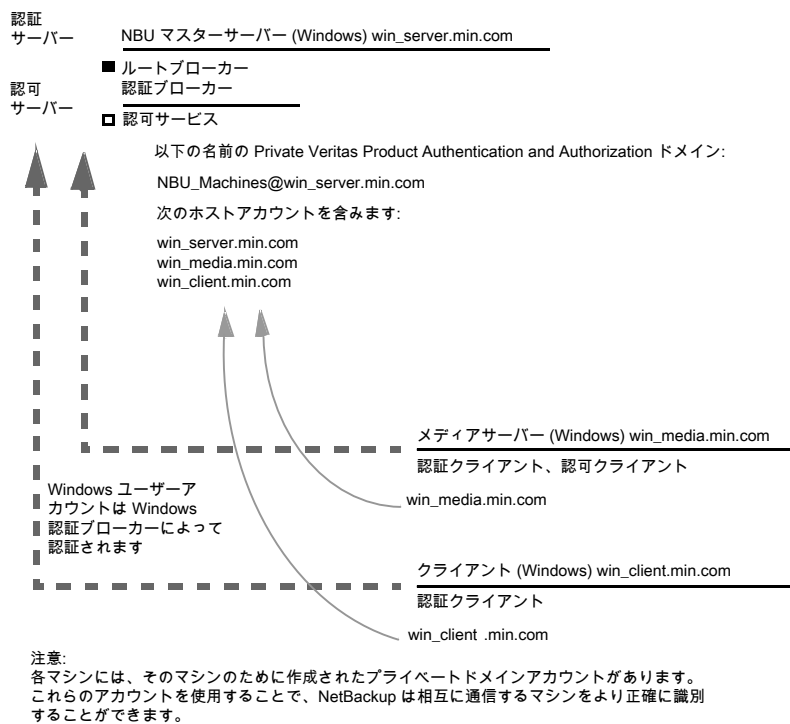 認証
サーバー
NBU マスターサーバー (Windows) win_server.min.com
ルートブローカー
認証ブローカー
認可
サーバー
認可サービス
以下の名前の Private Veritas Product Authentication and Authorization ドメイン:
NBU_Machines@win_server.min.com
次のホストアカウントを含みます:
win_server.min.com
win_media.min.com
win_client.min.com
メディアサーバー (Windows) win_media.min.com
認証クライアント、認可クライアント
win_media.min.com
Windows ユーザーア
カウントは Windows
認証ブローカーによって
認証されます
クライアント (Windows) win_client.min.com
認証クライアント
win_client .min.com
注意:
各マシンには、そのマシンのために作成されたプライベートドメインアカウントがあります。
これらのアカウントを使用することで、NetBackup は相互に通信するマシンをより正確に識別
することができます。